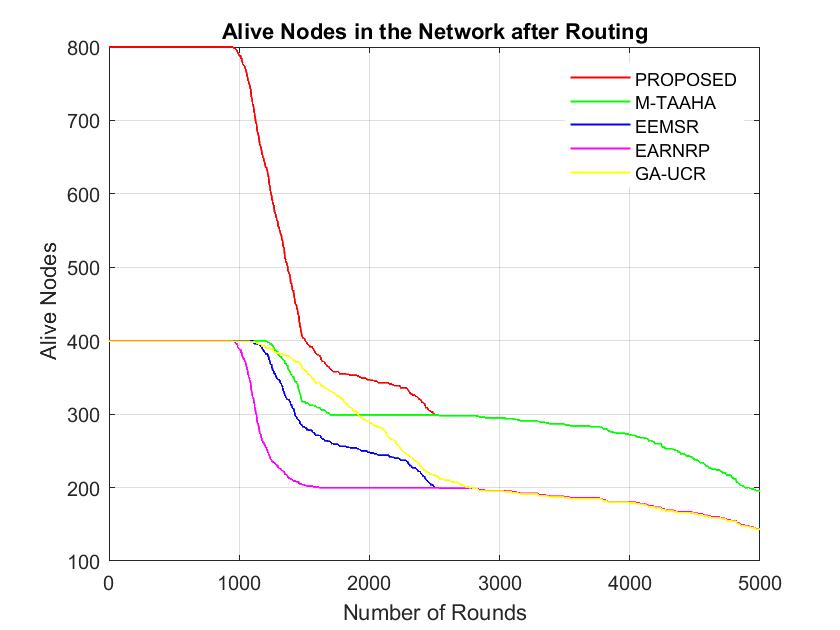 Alive Nodes in the Network after Routing
800
700
600
500
400
300
200
100
Alive Nodes
PROPOSED
M-TAAHA
EEMSR
EARNRP
GA-UCR
0 1000 2000 3000 4000 5000
Number of Rounds